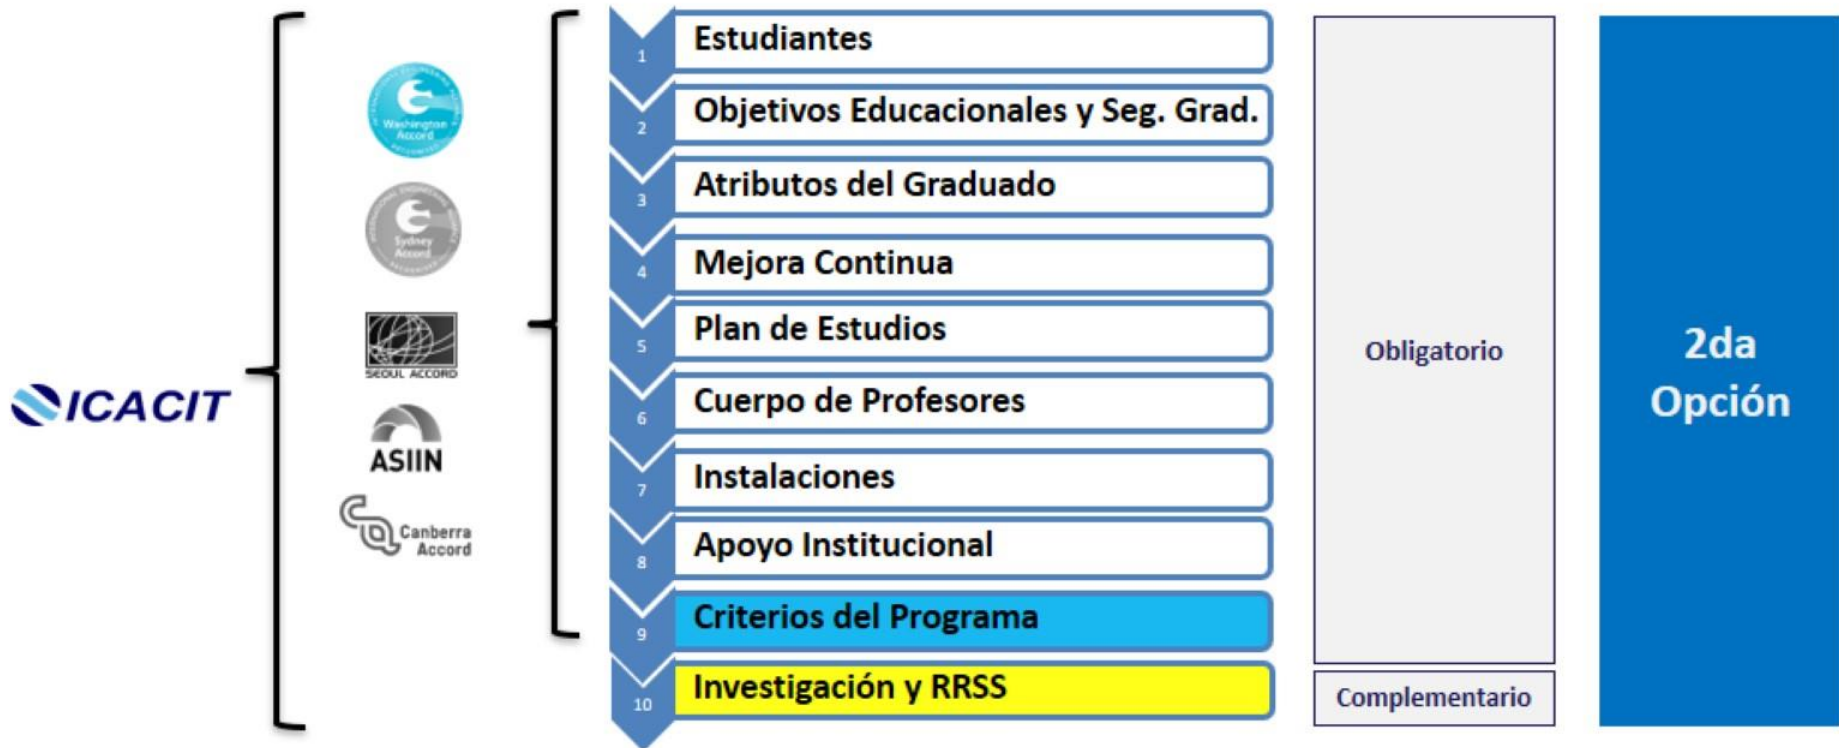 ICACIT
Washington
Accord
Sydney
Accord
SEOUL ACCORD
ASIIN
Canberra
Accord
1
Estudiantes
2
Objetivos Educacionales y Seg. Grad.
3
Atributos del Graduado
4
Mejora Continua
5
Plan de Estudios
6
Cuerpo de Profesores
7
Instalaciones
8
Apoyo Institucional
9
Criterios del Programa
10
Investigación y RRSS
Obligatorio
Complementario
2da
Opción